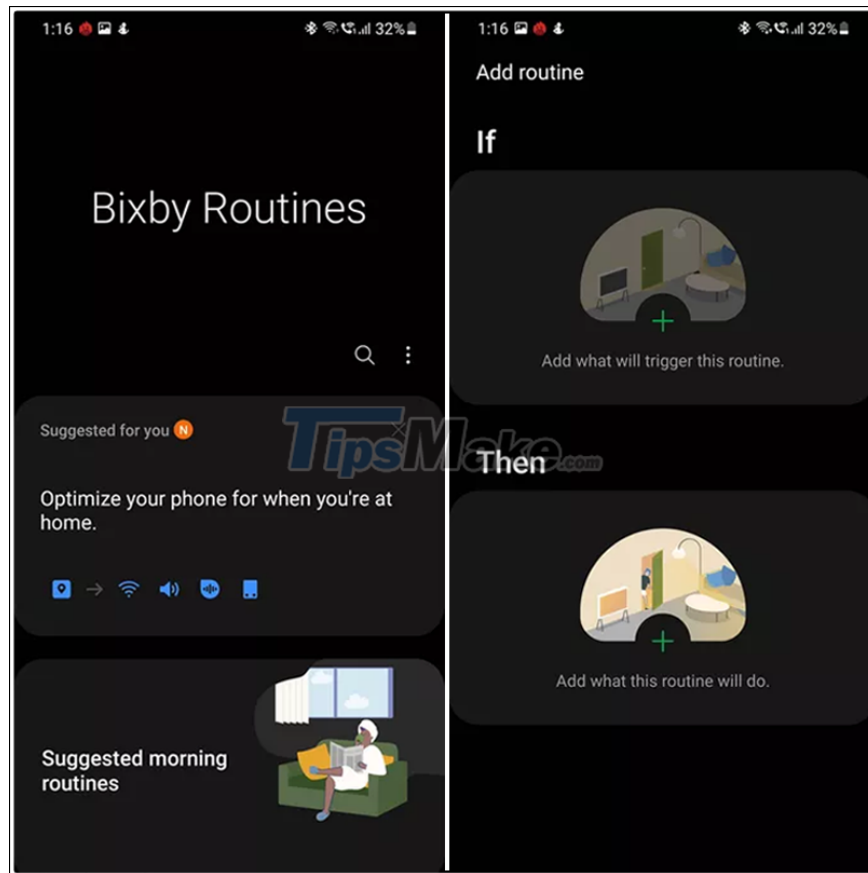 1:16
32%
Bixby Routines
Suggested for you N
Optimize your phone for when you're at
home.
Suggested morning
routines
1:16
32%
Add routine
If
Add what will trigger this routine.
TipsMake.com
Then
Add what this routine will do.